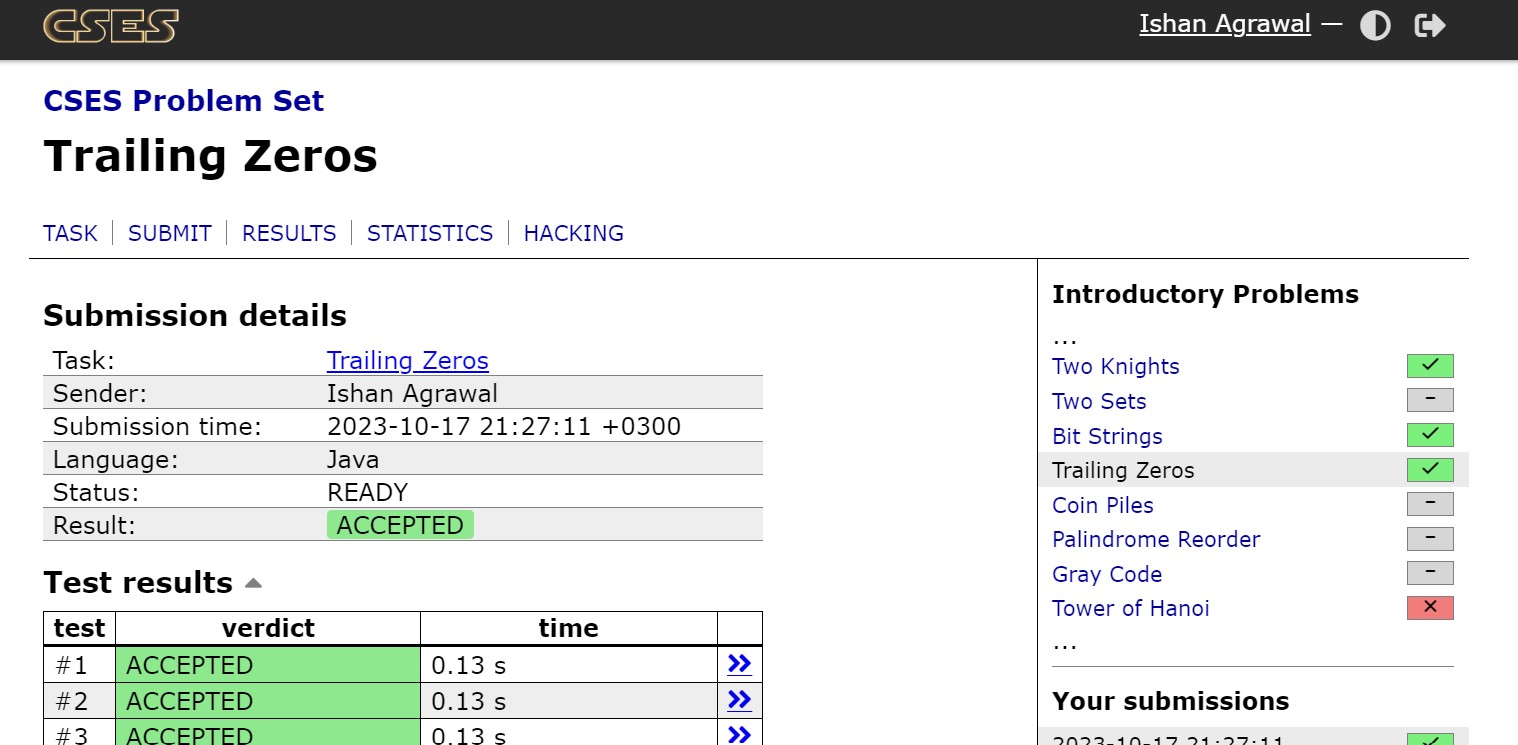 CSES
Ishan Agrawal —
CSES Problem Set
Trailing Zeros
TASK | SUBMIT | RESULTS | STATISTICS | HACKING
Submission details
Task: Trailing Zeros
Sender: Ishan Agrawal
Submission time: 2023-10-17 21:27:11 +0300
Language: Java
Status: READY
Result: ACCEPTED
Test results
test verdict time
#1 ACCEPTED 0.13 s
#2 ACCEPTED 0.13 s
#3 ACCEPTED 0.13 s
Introductory Problems
...
Two Knights
Two Sets –
Bit Strings
Trailing Zeros
Coin Piles –
Palindrome Reorder –
Gray Code –
Tower of Hanoi
...
Your submissions
2023-10-17 21:27:11